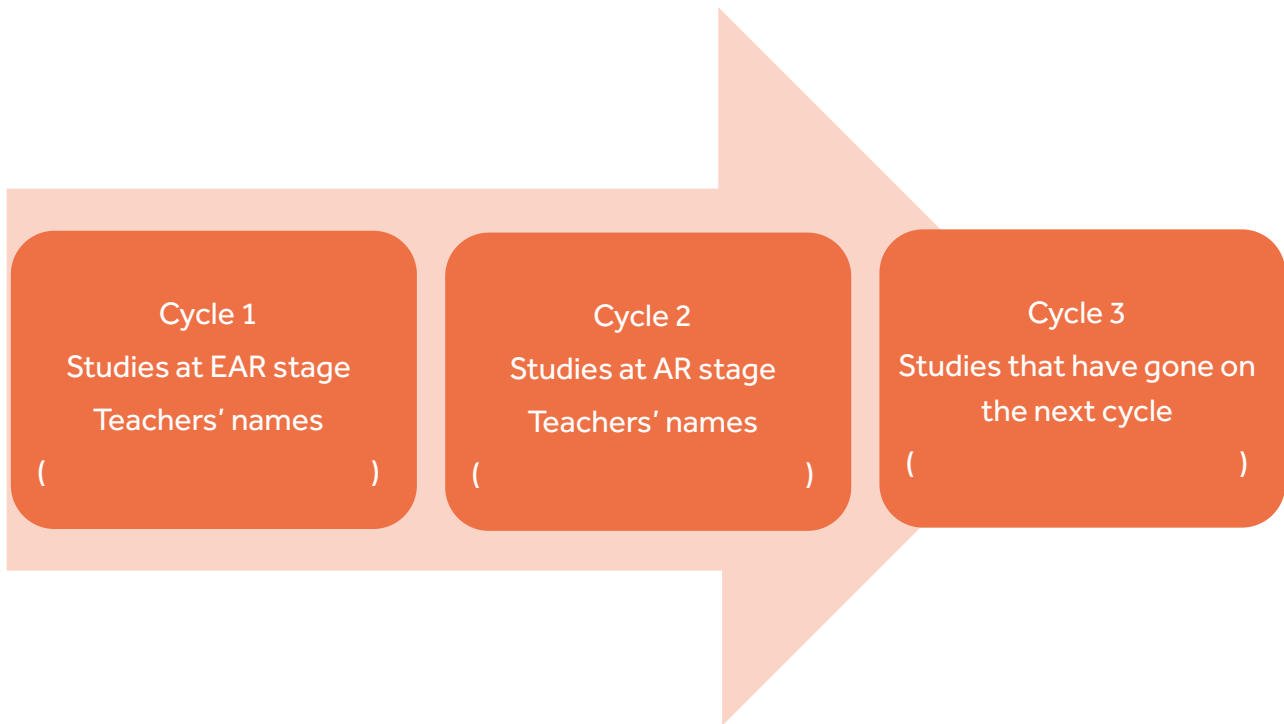 Cycle 1
Studies at EAR stage
Teachers’ names
( )
Cycle 2
Studies at AR stage
Teachers’ names
( )
Cycle 3
Studies that have gone on
the next cycle
( )